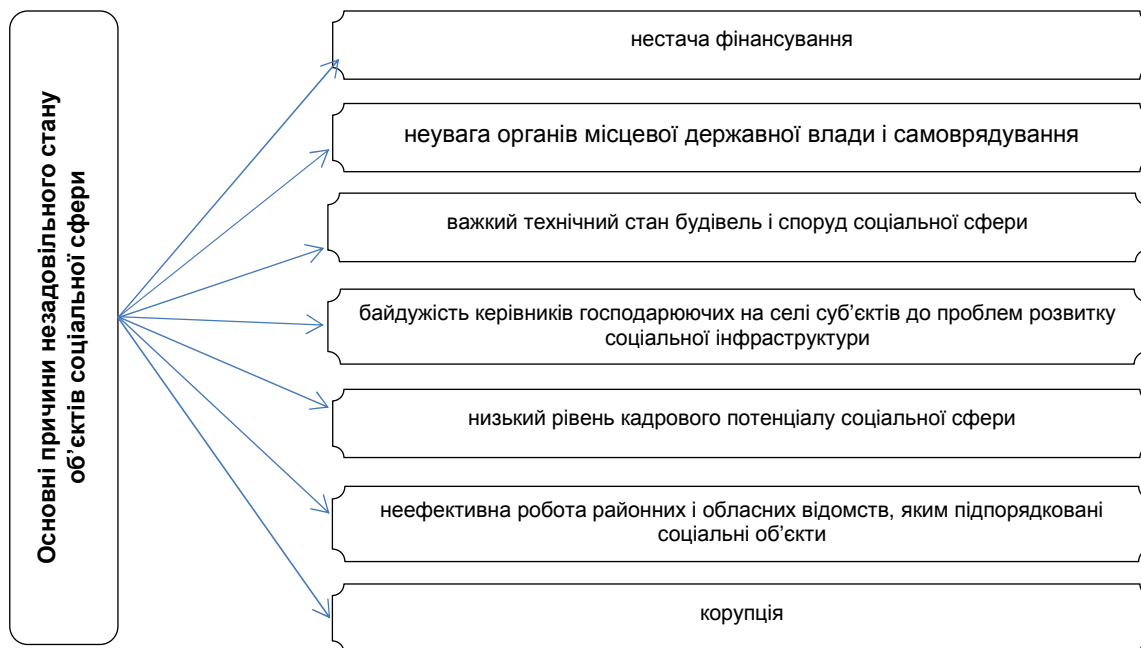 Основні причини незадовільного стану
об’єктів соціальної сфери
нестача фінансування
неувага органів місцевої державної влади і самоврядування
важкий технічний стан будівель і споруд соціальної сфери
байдужість керівників господарюючих на селі суб’єктів до проблем розвитку
соціальної інфраструктури
низький рівень кадрового потенціалу соціальної сфери
неефективна робота районних і обласних відомств, яким підпорядковані
соціальні об’єкти
корупція